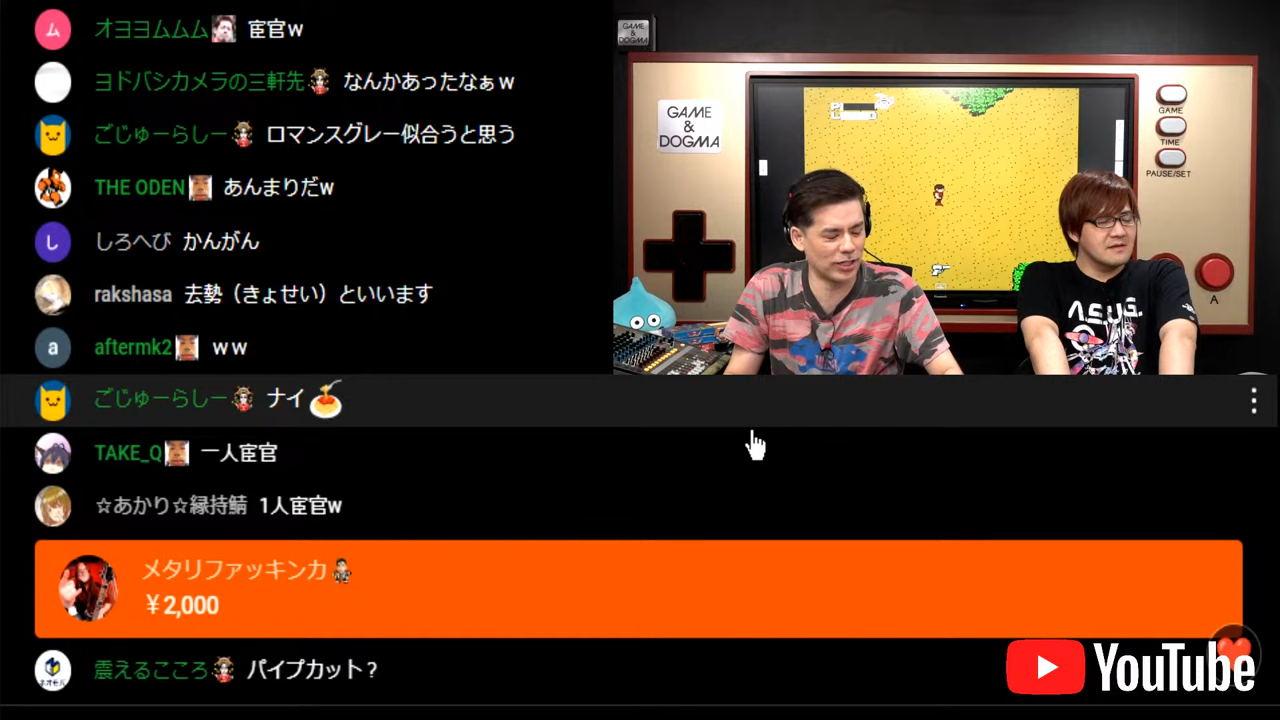 オヨヨムムム 宦官w
ヨドバシカメラの三軒先 なんかあったなぁｗ
ごじゅーらしー ロマンスグレー似合うと思う
THE ODEN あんまりだw
し しろへび かんがん
rakshasa 去勢（きょせい）といいます
a aftermk2 ｗｗ
ごじゅーらしー ナイ
TAKE_Q 一人宦官
☆あかり☆縁持鯖 1人宦官w
メタリファッキンカ
￥2,000
震えるこころ パイプカット？
GAME
&
DOGMA
GAME
&
DOGMA
GAME
TIME
PAUSE/SET
A
A.S.U.G.
YouTube